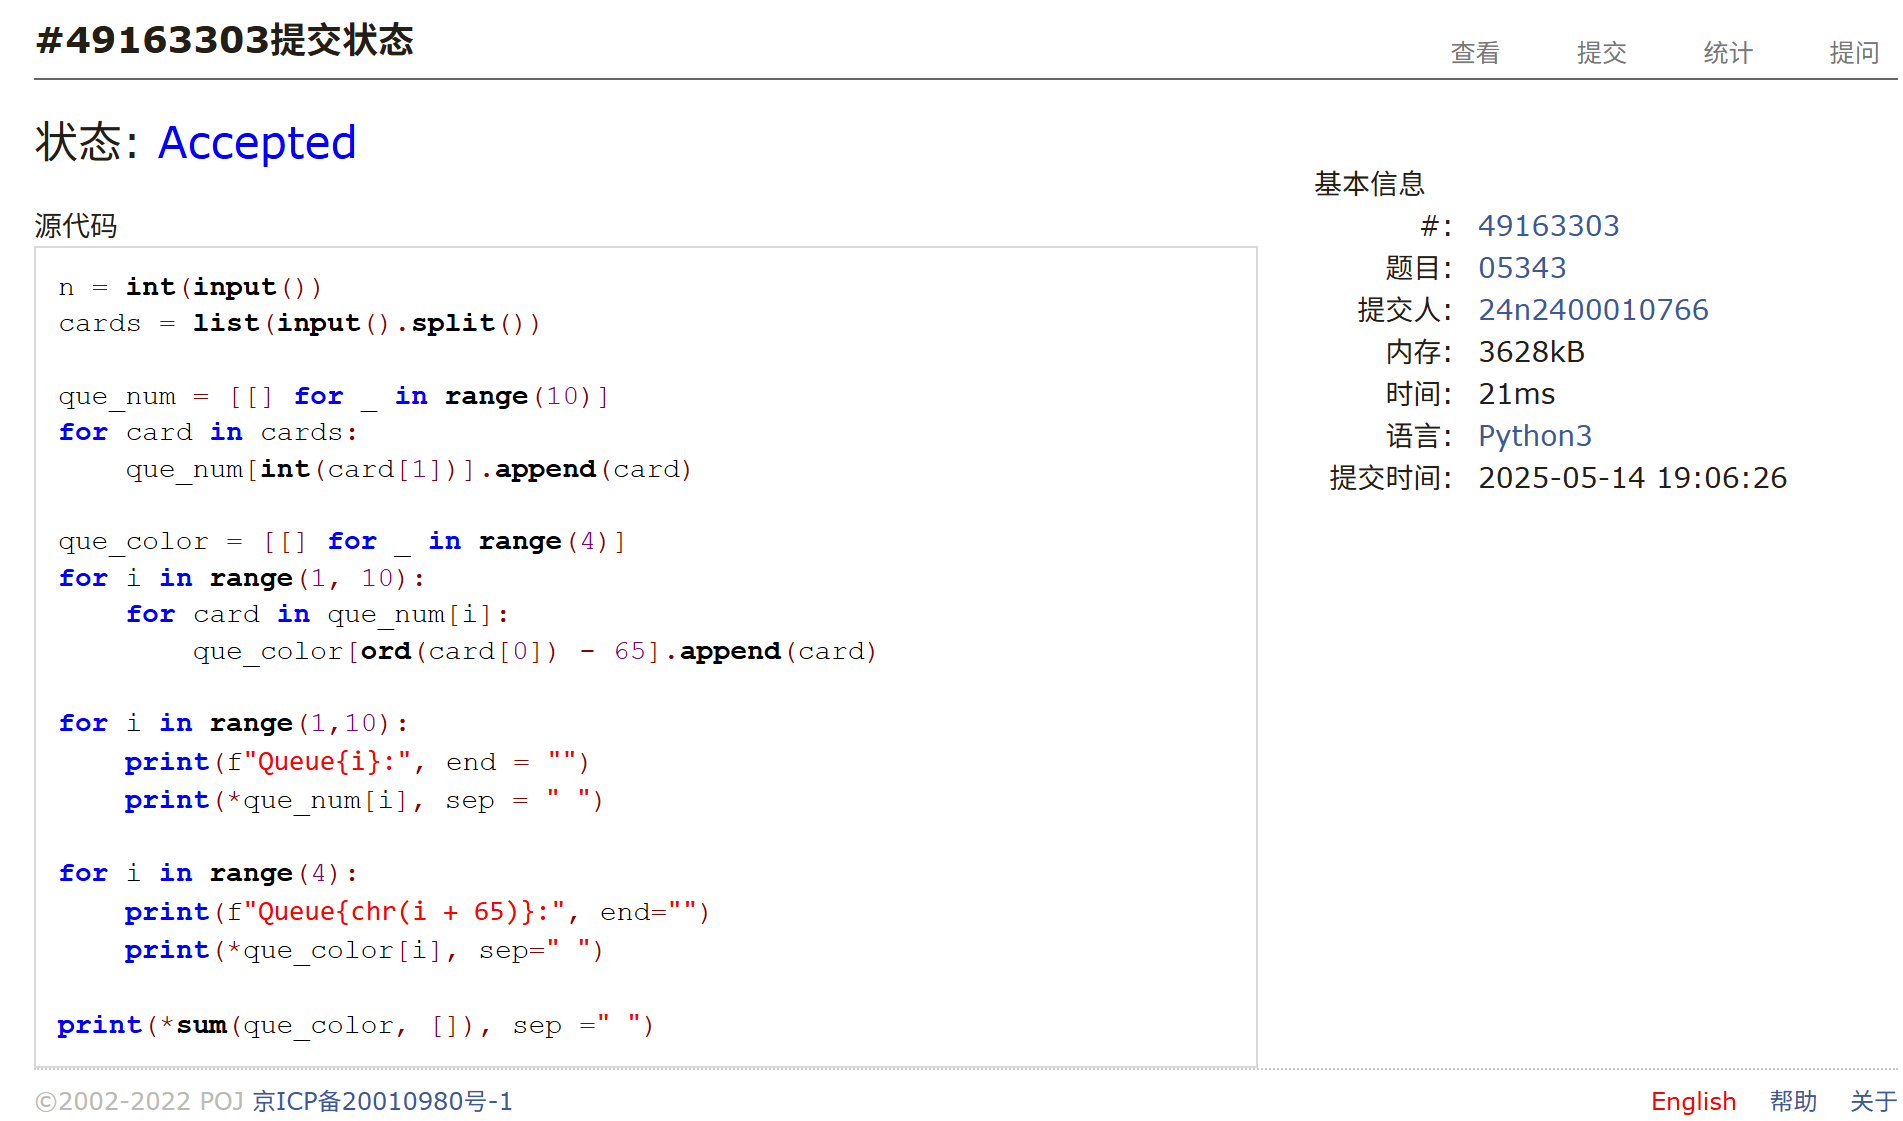 #49163303提交状态
查看 提交 统计 提问
状态: Accepted
源代码
n = int(input())
cards = list(input().split())

que_num = [[] for _ in range(10)]
for card in cards:
    que_num[int(card[1])].append(card)

que_color = [[] for _ in range(4)]
for i in range(1, 10):
    for card in que_num[i]:
        que_color[ord(card[0]) - 65].append(card)

for i in range(1,10):
    print(f"Queue{i}:", end = "")
    print(*que_num[i], sep = " ")

for i in range(4):
    print(f"Queue{chr(i + 65)}:", end="")
    print(*que_color[i], sep=" ")

print(*sum(que_color, []), sep =" ")
基本信息
#: 49163303
题目: 05343
提交人: 24n2400010766
内存: 3628kB
时间: 21ms
语言: Python3
提交时间: 2025-05-14 19:06:26
©2002-2022 POJ 京ICP备20010980号-1
English 帮助 关于